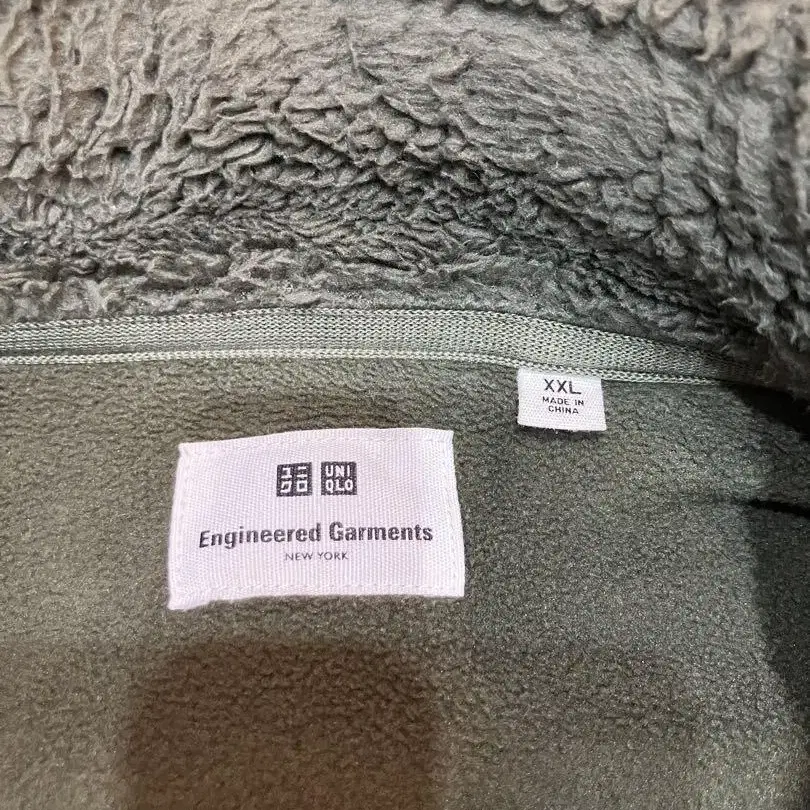 XXL
MADE IN
CHINA
ユニ UNI
クロ QLO
Engineered Garments
NEW YORK